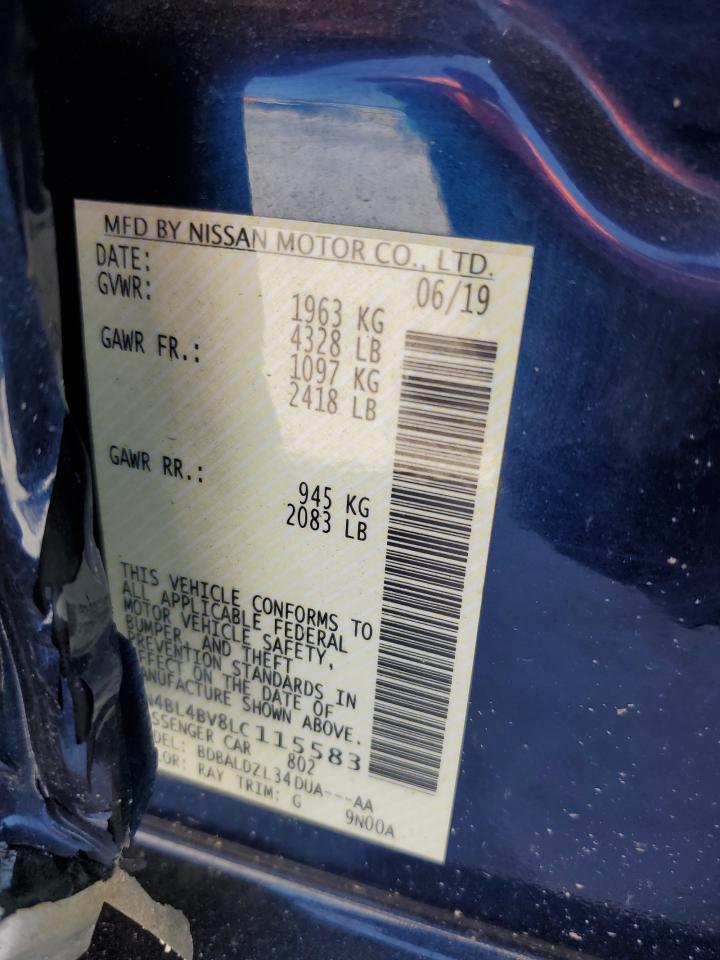 MFD BY NISSAN MOTOR CO., LTD.
DATE: 06/19
GVWR: 1963 KG
4328 LB
GAWR FR.: 1097 KG
2418 LB
GAWR RR.: 945 KG
2083 LB
THIS VEHICLE CONFORMS TO
ALL APPLICABLE FEDERAL
MOTOR VEHICLE SAFETY,
BUMPER, AND THEFT
PREVENTION STANDARDS IN
EFFECT ON THE DATE OF
MANUFACTURE SHOWN ABOVE.
N4BL4BV8LC115583
PASSENGER CAR 802
MODEL: BDBALDZL34DUA---AA
COLOR: RAY TRIM: G 9N00A